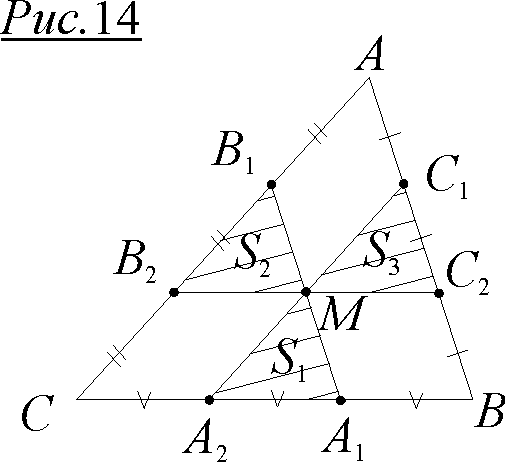 Рис.14
A
B₁
C₁
B₂
S₂
S₃
C₂
M
S₁
C
B
A₂
A₁